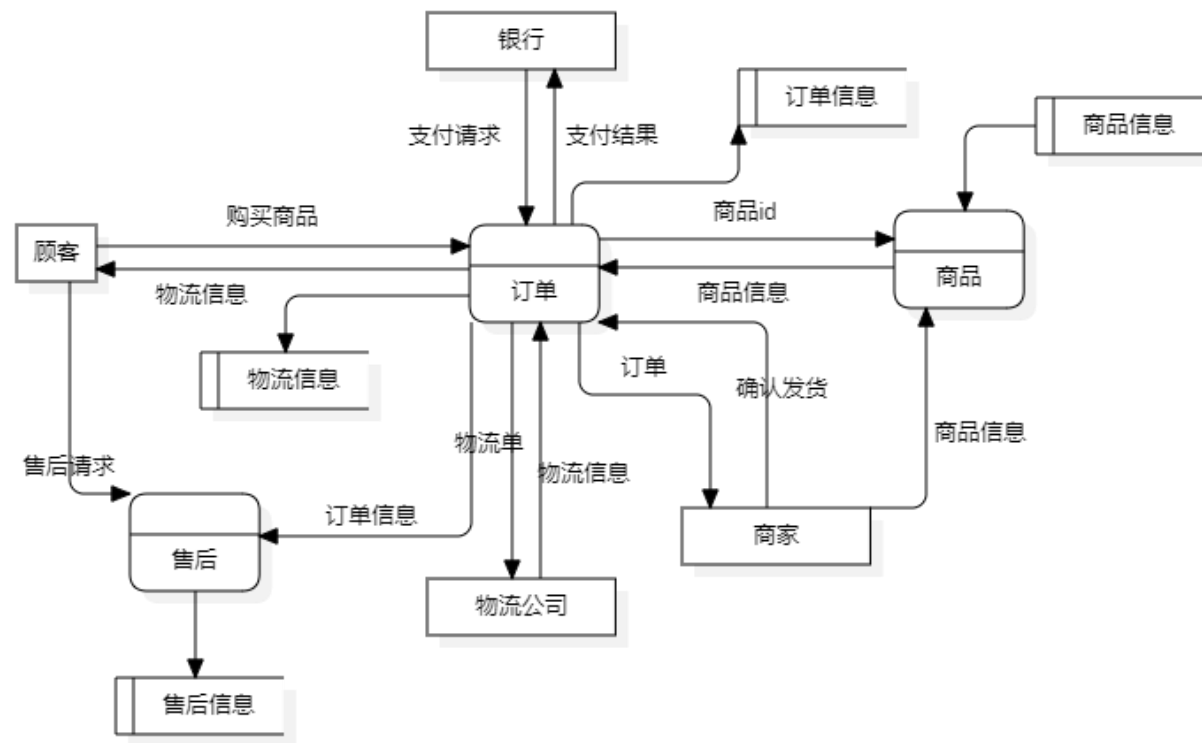 银行
订单信息
商品信息
支付请求
支付结果
购买商品
商品id
顾客
订单
商品
物流信息
商品信息
物流信息
订单
确认发货
商品信息
物流单
物流信息
售后请求
订单信息
商家
售后
物流公司
售后信息